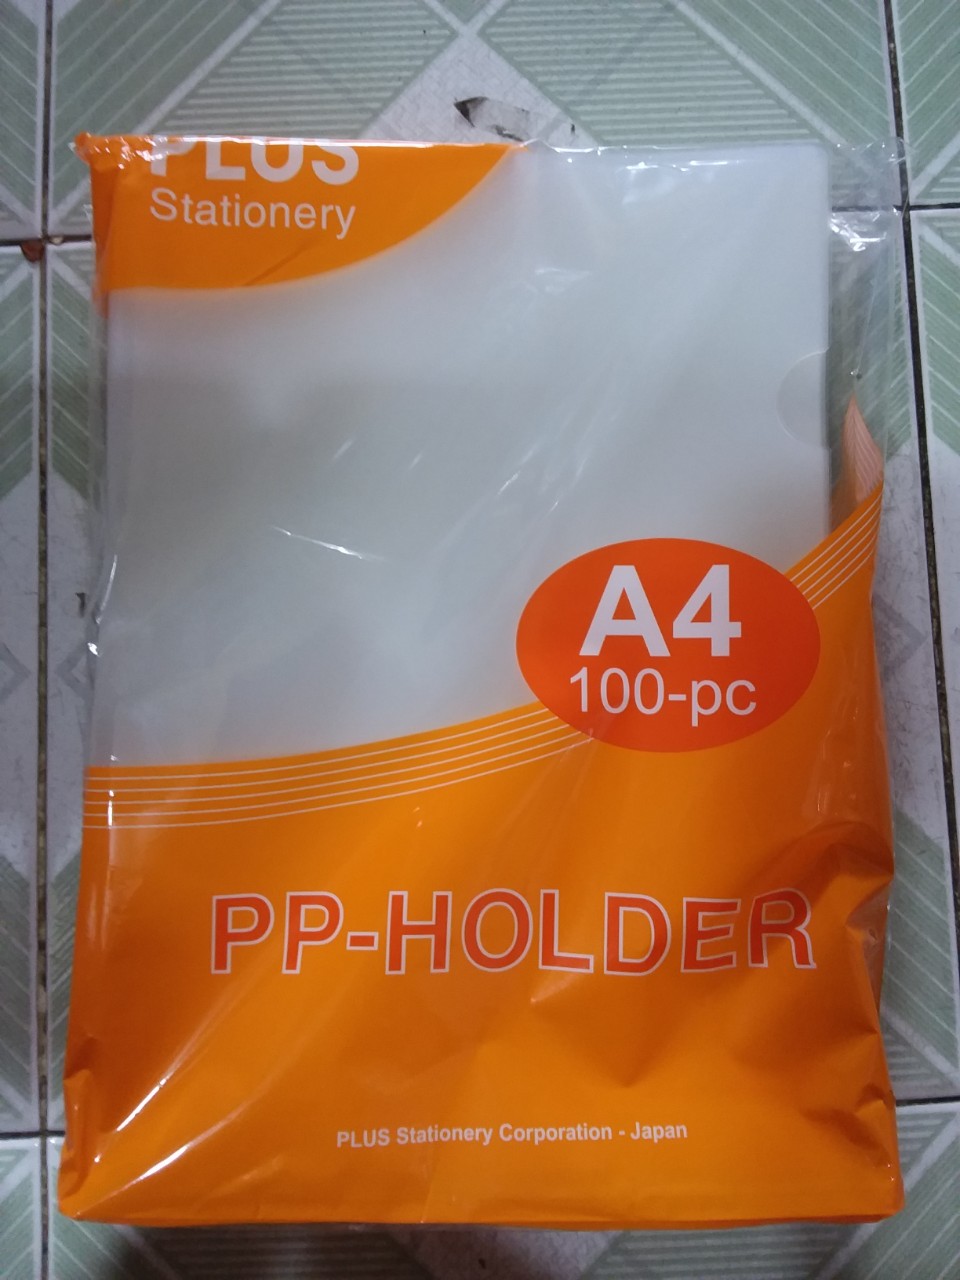 PLUS
Stationery
A4
100-pc
PP-HOLDER
PLUS Stationery Corporation - Japan